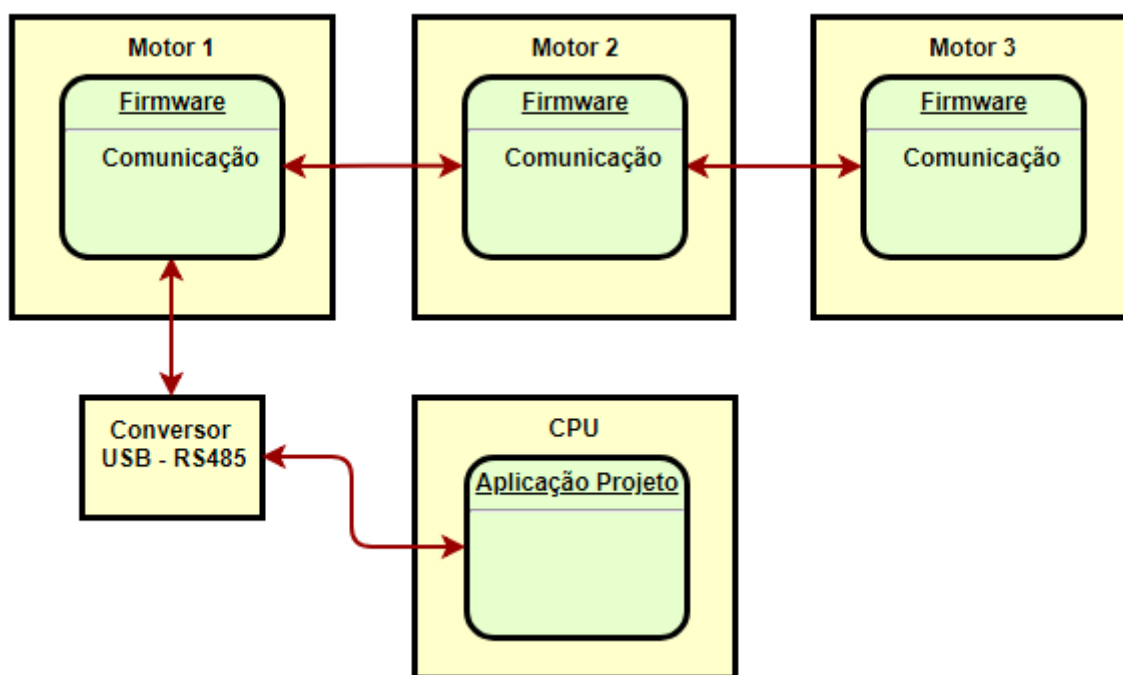 Motor 1
Firmware
Comunicação
Motor 2
Firmware
Comunicação
Motor 3
Firmware
Comunicação
Conversor
USB - RS485
CPU
Aplicação Projeto